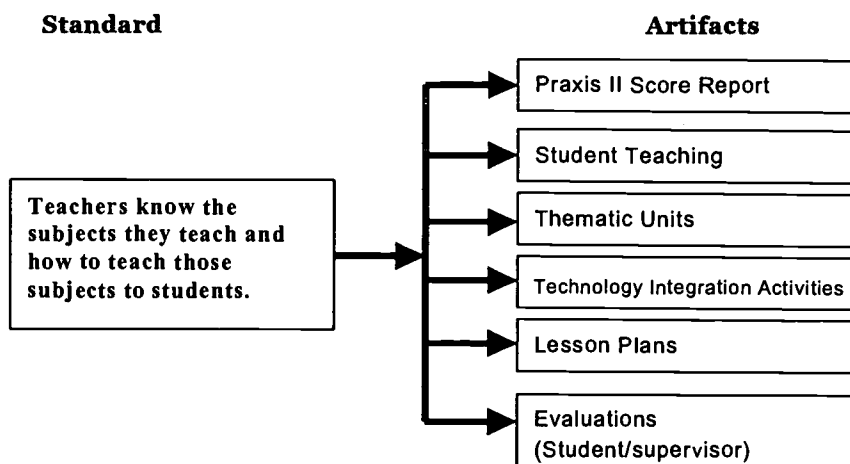 Standard
Artifacts
Teachers know the
subjects they teach and
how to teach those
subjects to students.
Praxis II Score Report
Student Teaching
Thematic Units
Technology Integration Activities
Lesson Plans
Evaluations
(Student/supervisor)